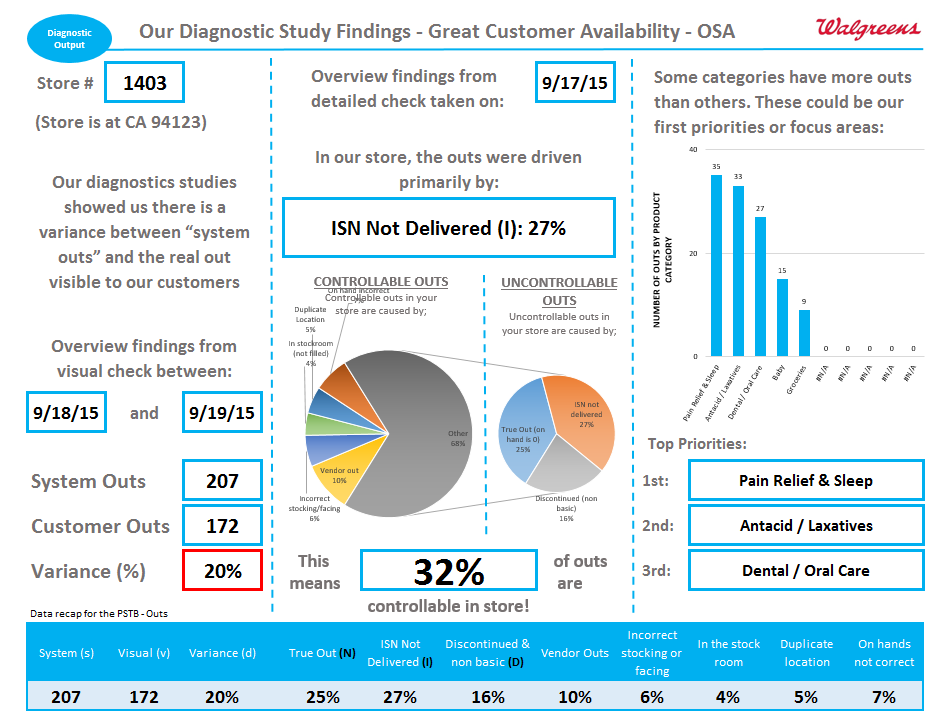 Diagnostic
Output
Our Diagnostic Study Findings - Great Customer Availability - OSA
Walgreens
Store #
1403
(Store is at CA 94123)
Our diagnostics studies
showed us there is a
variance between “system
outs” and the real out
visible to our customers
Overview findings from
visual check between:
9/18/15
and
9/19/15
System Outs
207
Customer Outs
172
Variance (%)
20%
Overview findings from
detailed check taken on:
9/17/15
In our store, the outs were driven
primarily by:
ISN Not Delivered (I): 27%
CONTROLLABLE OUTS
Controllable outs in your
store are caused by;
On hand incorrect
7%
Duplicate
Location
5%
In stockroom
(not filled)
4%
Incorrect
stocking/facing
6%
Vendor out
10%
Other
68%
UNCONTROLLABLE
OUTS
Uncontrollable outs in
your store are caused by;
True Out (on
hand is 0)
25%
ISN not
delivered
27%
Discontinued (non
basic)
16%
This
means
32%
of outs
are
controllable in store!
Some categories have more outs
than others. These could be our
first priorities or focus areas:
NUMBER OF OUTS BY PRODUCT
CATEGORY
40
20
0
35
33
27
15
9
0
0
0
0
0
Pain Relief & Sleep
Antacid / Laxatives
Dental / Oral Care
Baby
Groceries
#N/A
#N/A
#N/A
#N/A
#N/A
Top Priorities:
1st:
Pain Relief & Sleep
2nd:
Antacid / Laxatives
3rd:
Dental / Oral Care
Data recap for the PSTB - Outs
System (s)
Visual (v)
Variance (d)
True Out (N)
ISN Not
Delivered (I)
Discontinued &
non basic (D)
Vendor Outs
Incorrect
stocking or
facing
In the stock
room
Duplicate
location
On hands
not correct
207 172 20% 25% 27% 16% 10% 6% 4% 5% 7%